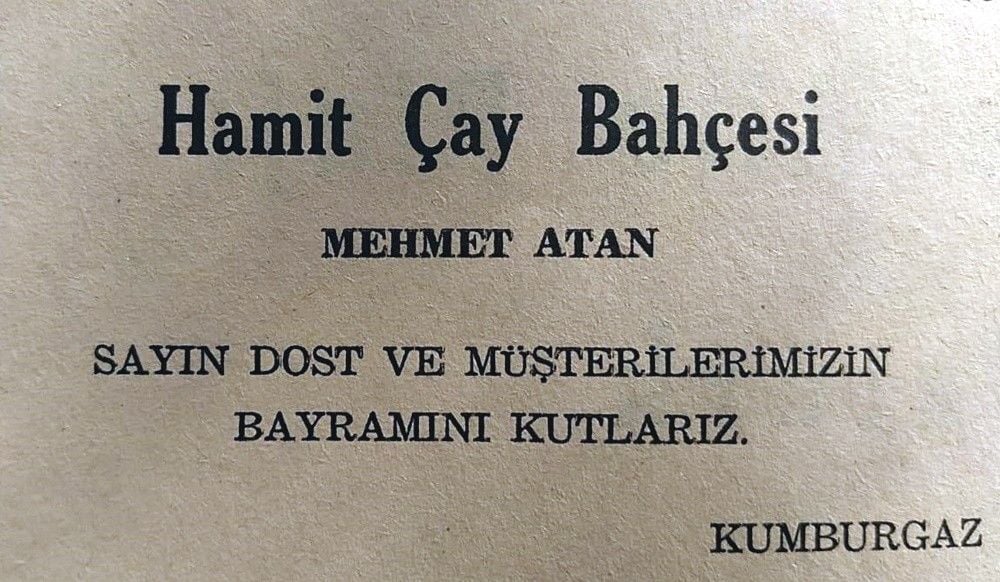 Hamit Çay Bahçesi
MEHMET ATAN
SAYIN DOST VE MÜŞTERİLERİMİZİN
BAYRAMINI KUTLARIZ.
KUMBURGAZ